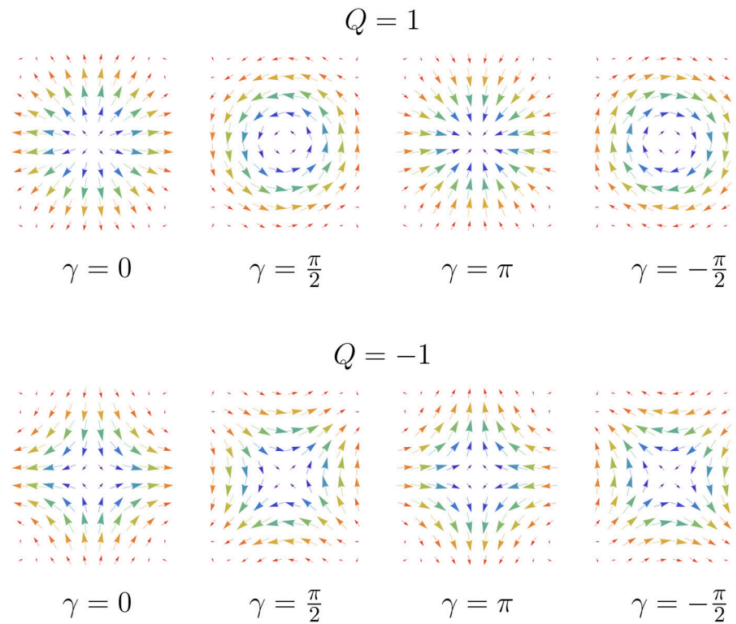 Q = 1
γ = 0 γ = π/2 γ = π γ = −π/2
Q = −1
γ = 0 γ = π/2 γ = π γ = −π/2